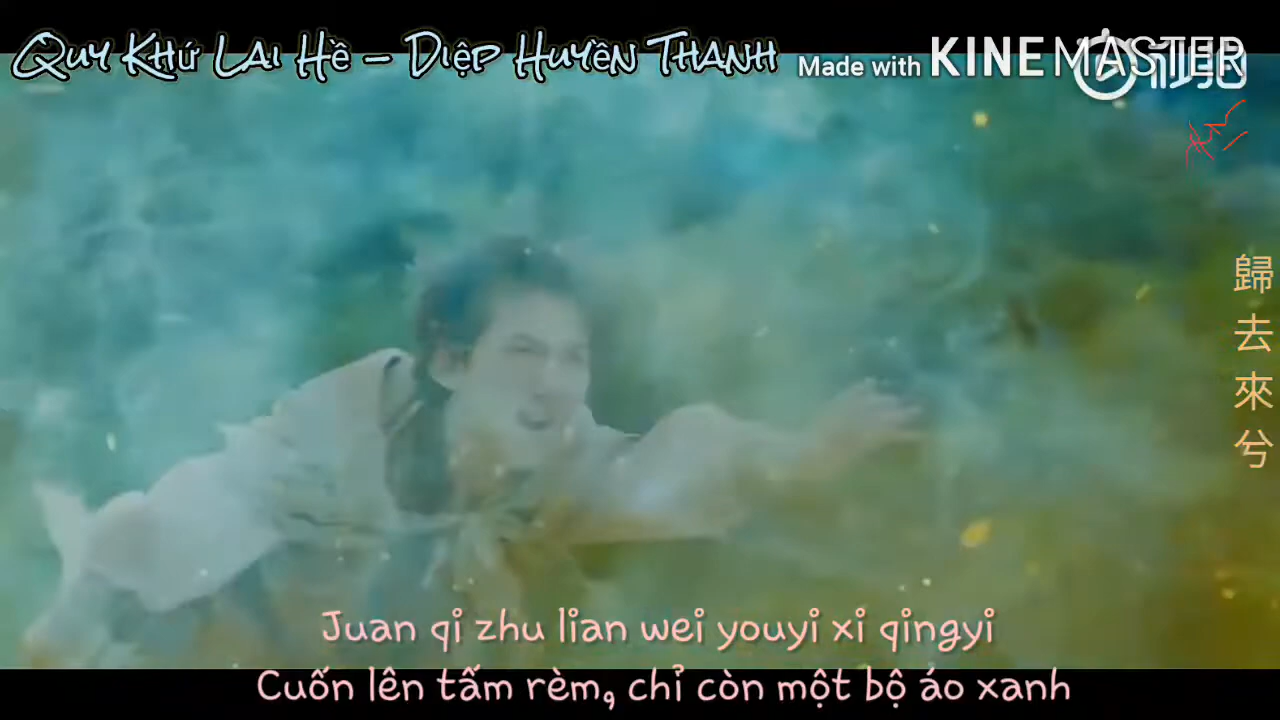 Quy Khứ Lai Hề – Diệp Huyền Thanh
Made with KINEMASTER
歸去來兮
Juan qi zhu lian wei youyi xi qingyi
Cuốn lên tấm rèm, chỉ còn một bộ áo xanh